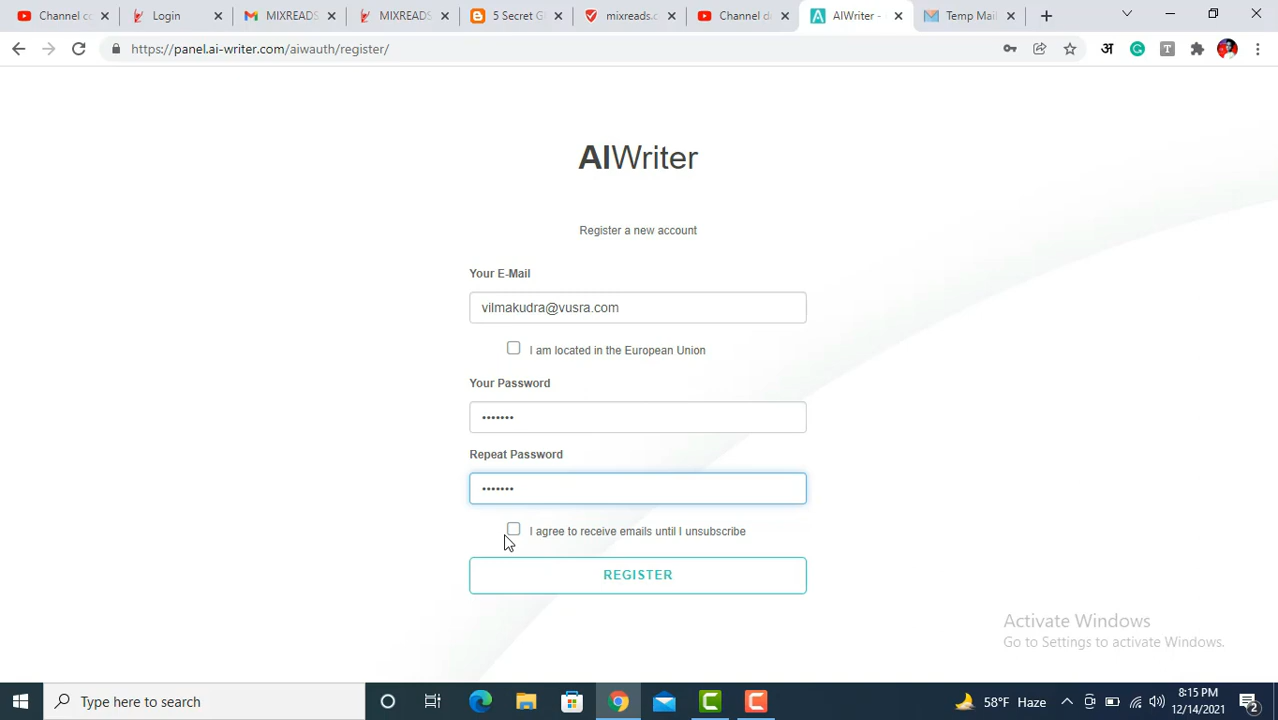 Channel co
Login
MIXREADS
MIXREADS
5 Secret G
mixreads.c
Channel d
AIWriter -
Temp Mai
https://panel.ai-writer.com/aiwauth/register/
अ
G
T
AIWriter
Register a new account
Your E-Mail
vilmakudra@vusra.com
I am located in the European Union
Your Password
•••••••
Repeat Password
•••••••
I agree to receive emails until I unsubscribe
REGISTER
Activate Windows
Go to Settings to activate Windows.
Type here to search
58°F Haze
8:15 PM
12/14/2021
2